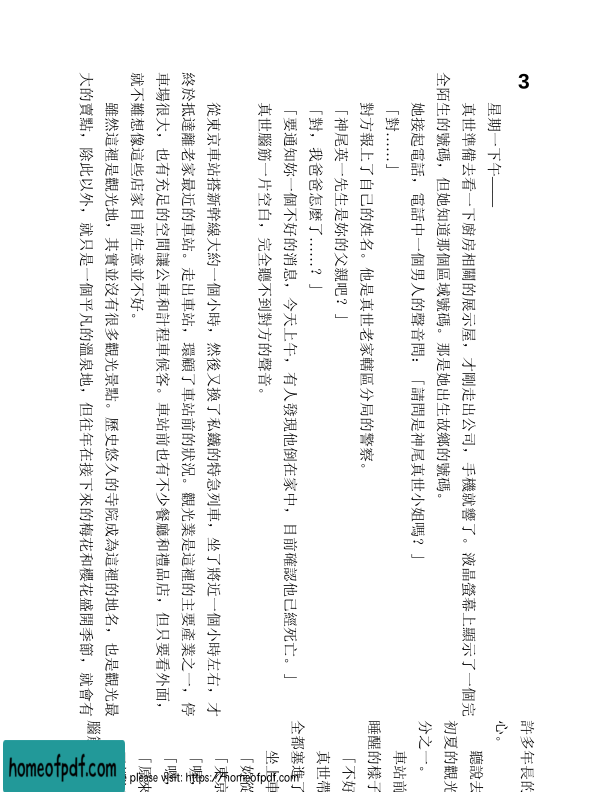 3
星期一下午——
真世準備去看一下廚房相關的展示屋，才剛走出公司，手機就響了。液晶螢幕上顯示了一個完
全陌生的號碼，但她知道那個區域號碼。那是她出生故鄉的號碼。
她接起電話，電話中一個男人的聲音問：「請問是神尾真世小姐嗎？」
「對……」
對方報上了自己的姓名。他是真世老家轄區分局的警察。
「神尾英一先生是妳的父親吧？」
「對，我爸爸怎麼了……？」
「要通知妳一個不好的消息，今天上午，有人發現他倒在家中，目前確認他已經死亡。」
真世腦筋一片空白，完全聽不到對方的聲音。
從東京車站搭新幹線大約一個小時，然後又換了私鐵的特急列車，坐了將近一個小時左右，才
終於抵達離老家最近的車站。走出車站，環顧了車站前的狀況。觀光業是這裡的主要產業之一，停
車場很大，也有充足的空間讓公車和計程車候客。車站前也有不少餐廳和禮品店，但只要看外面，
就不難想像這些店家目前生意並不好。
雖然這裡是觀光地，其實並沒有很多觀光景點。歷史悠久的寺院成為這裡的地名，也是觀光最
大的賣點，除此以外，就只是一個平凡的溫泉地，但往年在接下來的梅花和櫻花盛開季節，就會有
許多年長的
心。
聽說去
初夏的觀光
分之一。
車站前
睡醒的樣子
「不好
真世帶
全都塞進了
坐上車
「妳從
「東京
「喔
「嗯
「原來
腦
please visit: https://homeofpdf.com
homeofpdf.com